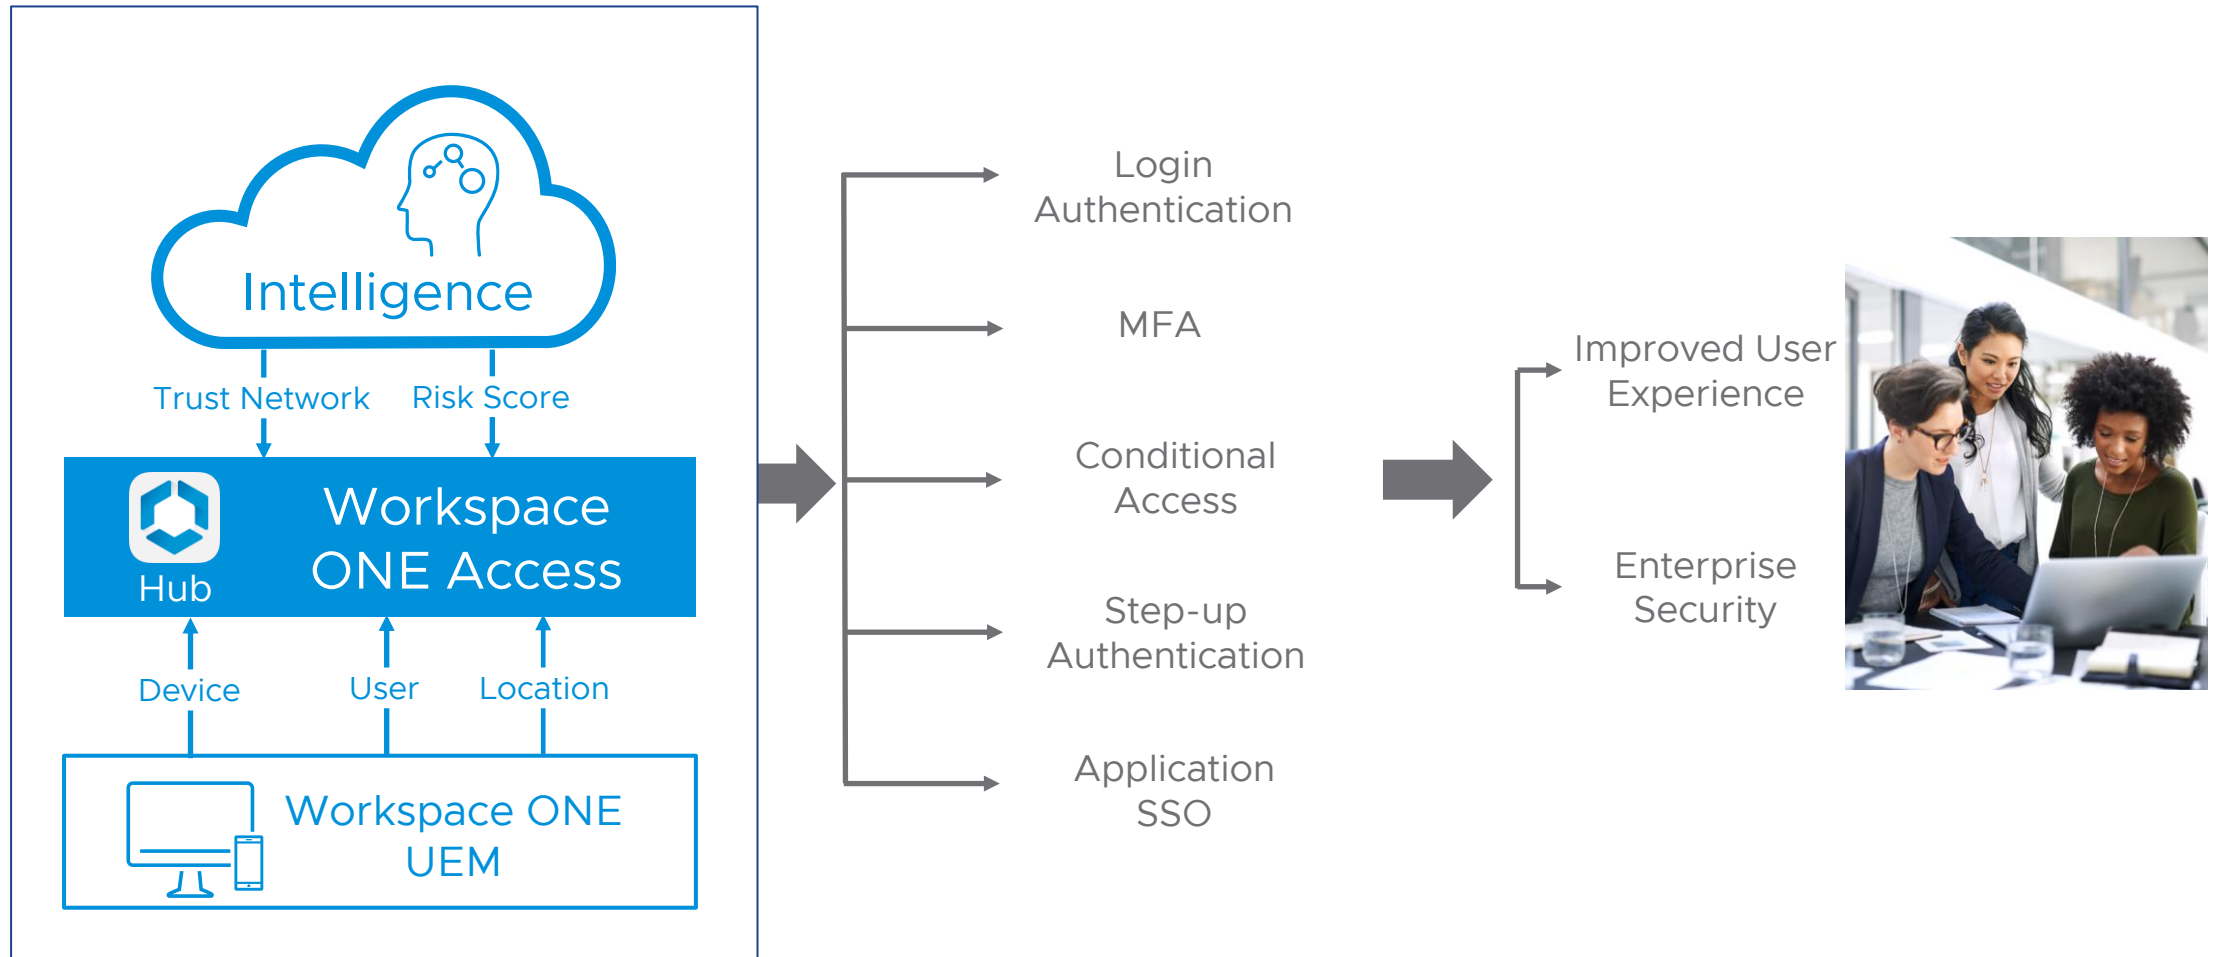 Intelligence
Trust Network
Risk Score
Hub
Workspace
ONE Access
Device
User
Location
Workspace ONE
UEM
Login
Authentication
MFA
Conditional
Access
Step-up
Authentication
Application
SSO
Improved User
Experience
Enterprise
Security